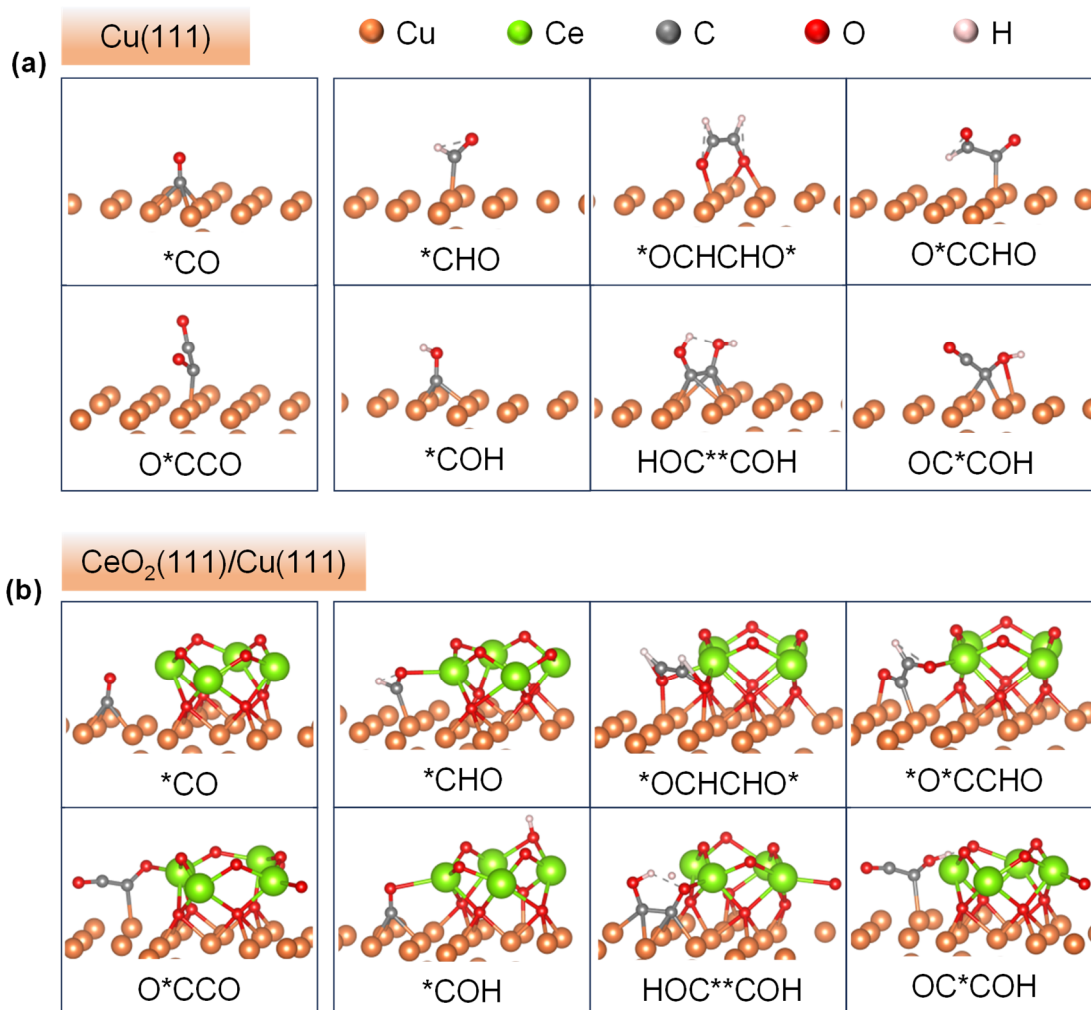 Cu(111)
Cu Ce C O H
(a)
*CO *CHO *OCHCHO* O*CCHO
O*CCO *COH HOC**COH OC*COH
CeO₂(111)/Cu(111)
(b)
*CO *CHO *OCHCHO* *O*CCHO
O*CCO *COH HOC**COH OC*COH